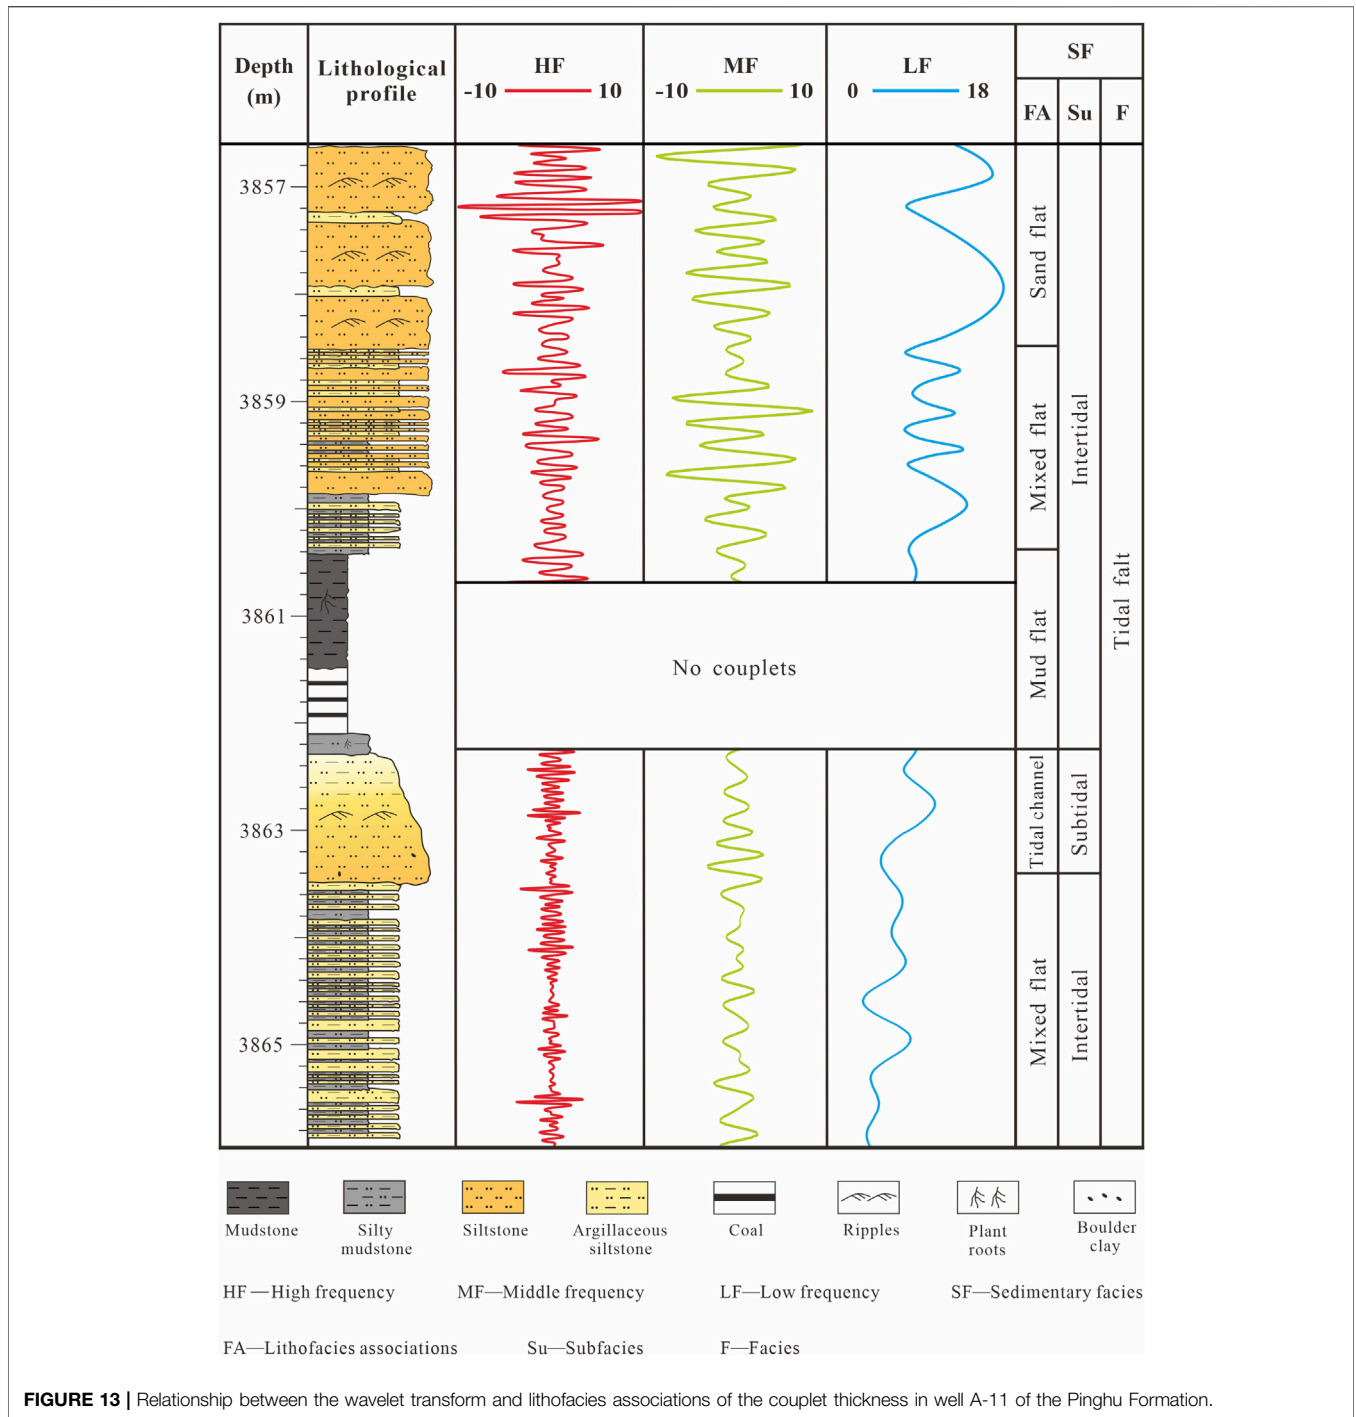 Depth
(m)
Lithological
profile
HF
-10 10
MF
-10 10
LF
0 18
SF
FA
Su
F
3857
3859
3861
3863
3865
No couplets
Sand flat
Mixed flat
Mud flat
Tidal channel
Mixed flat
Intertidal
Subtidal
Intertidal
Tidal falt
Mudstone
Silty
mudstone
Siltstone
Argillaceous
siltstone
Coal
Ripples
Plant
roots
Boulder
clay
HF—High frequency
MF—Middle frequency
LF—Low frequency
SF—Sedimentary facies
FA—Lithofacies associations
Su—Subfacies
F—Facies
FIGURE 13 | Relationship between the wavelet transform and lithofacies associations of the couplet thickness in well A-11 of the Pinghu Formation.